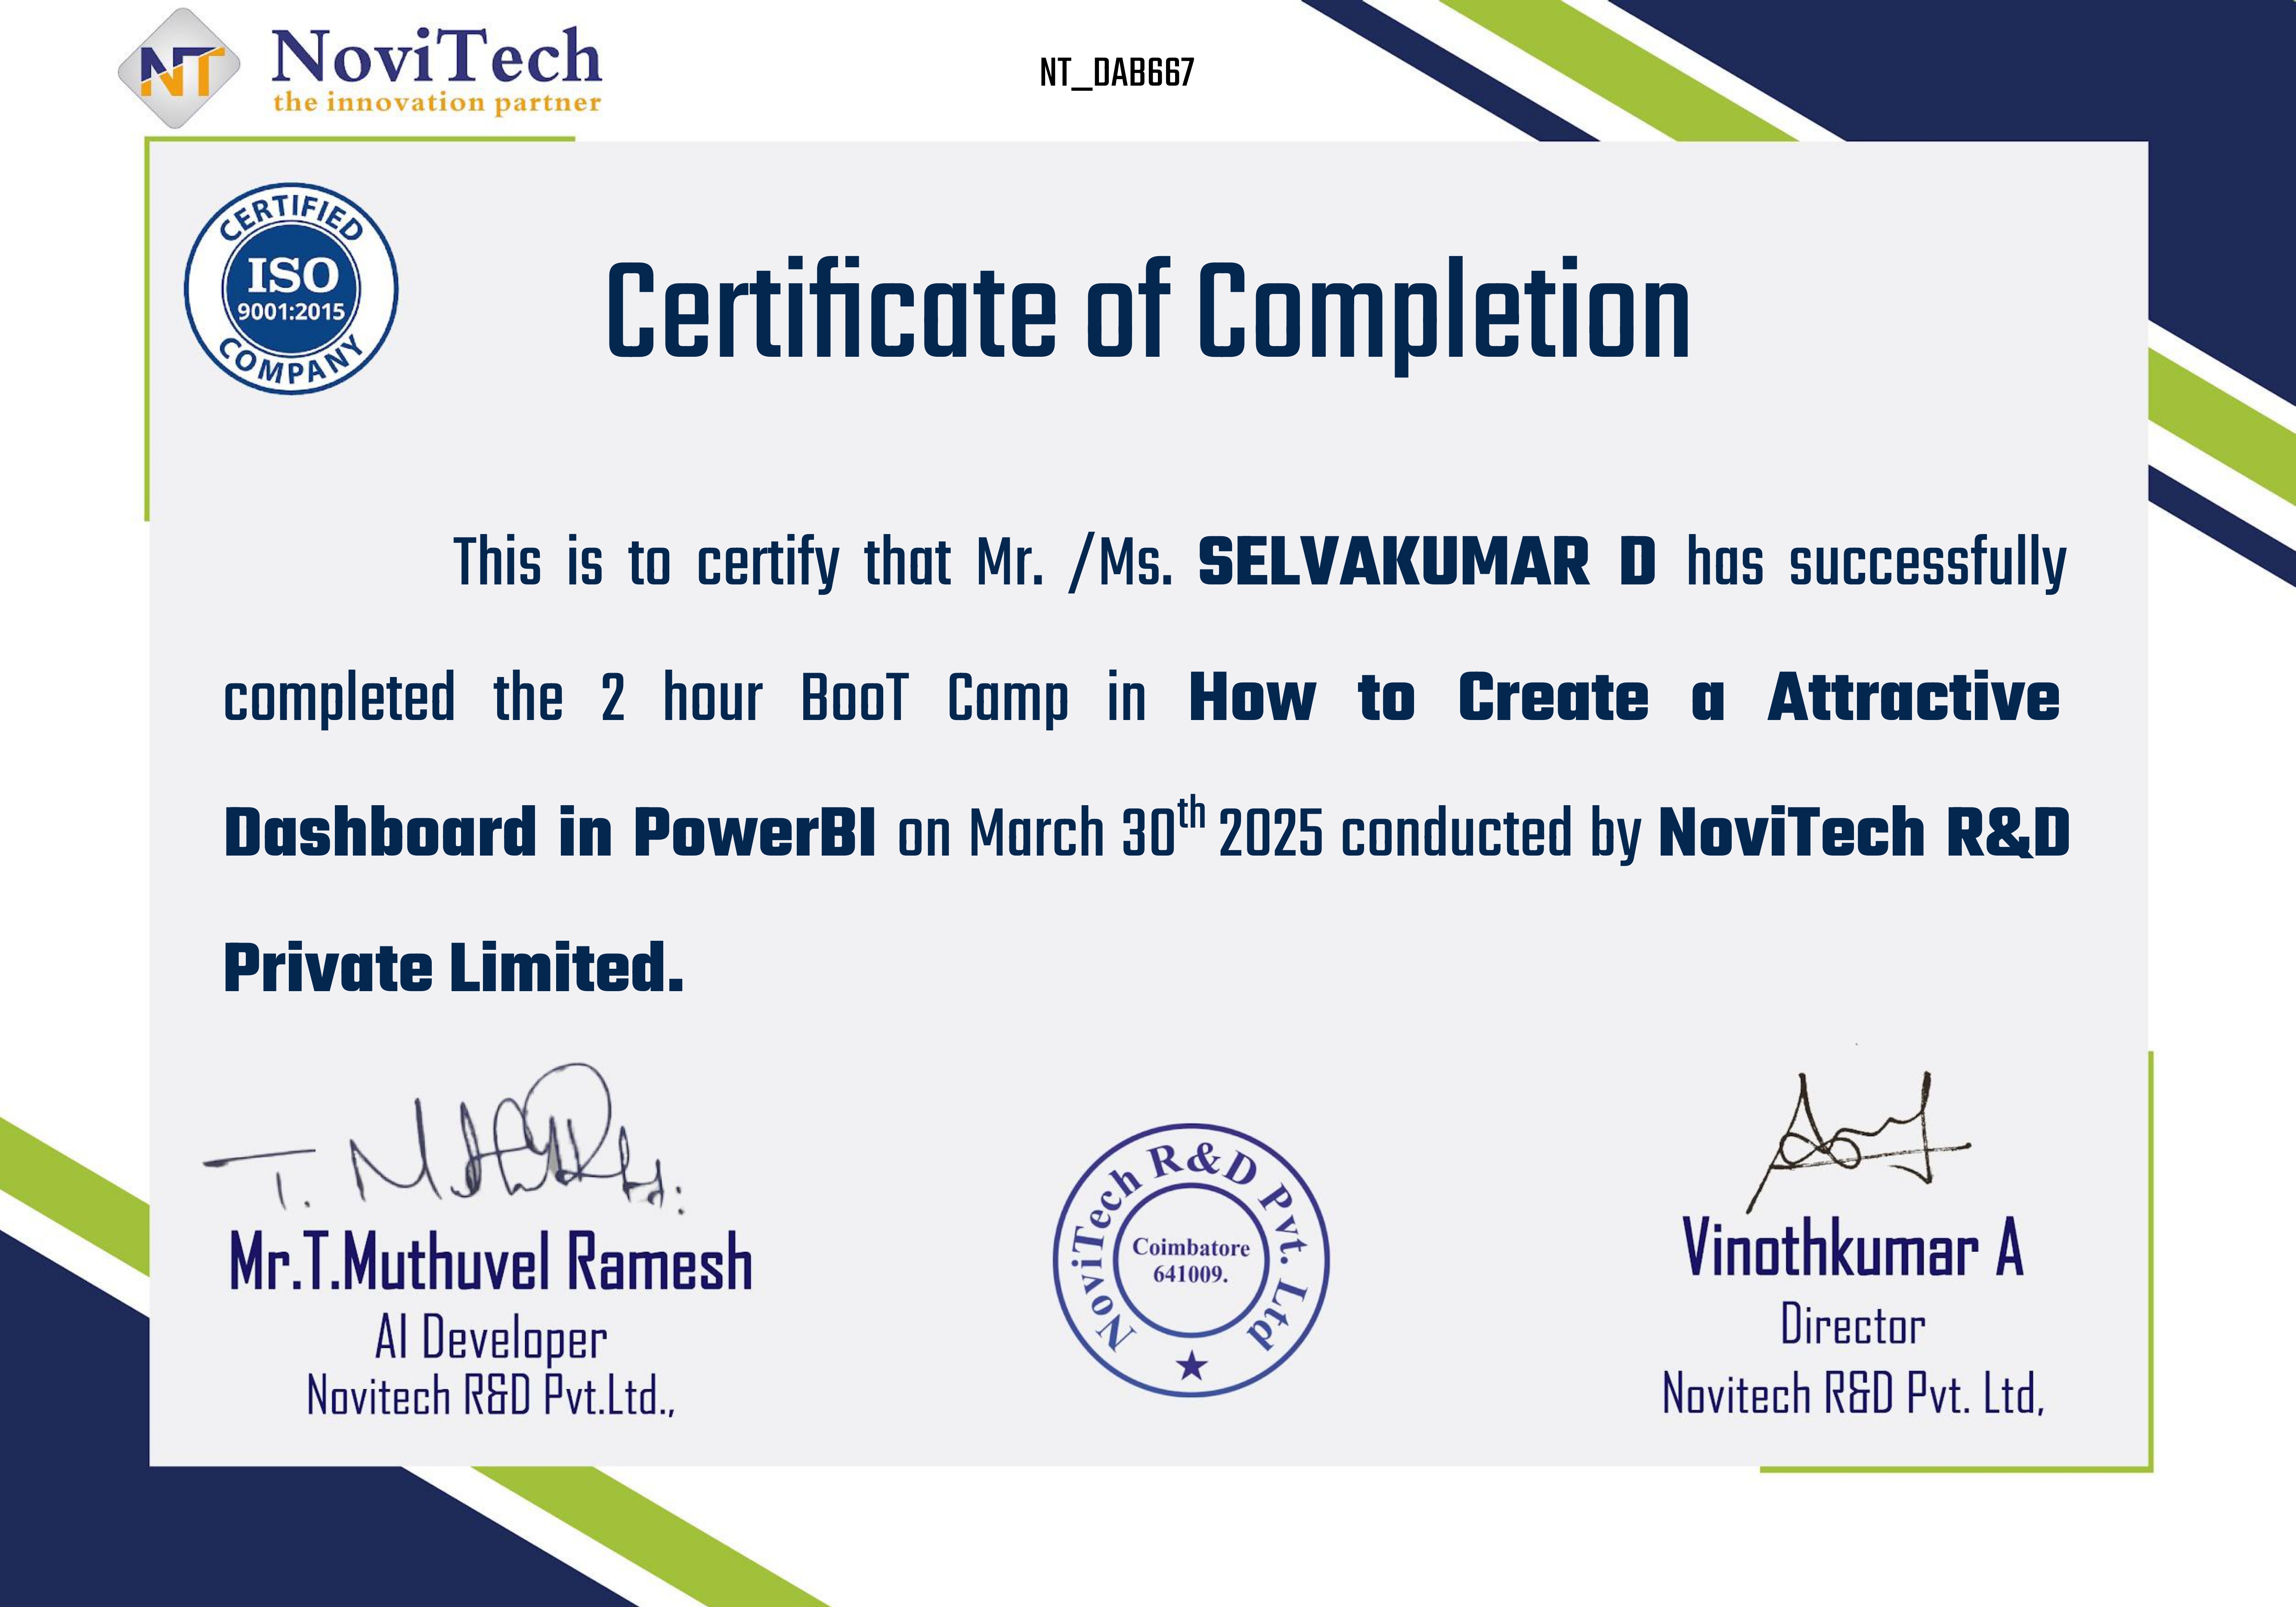 NT
NoviTech
the innovation partner
NT_DAB667
CERTIFIED
ISO
9001:2015
COMPANY
Certificate of Completion
This is to certify that Mr. /Ms. SELVAKUMAR D has successfully
completed the 2 hour BooT Camp in How to Create a Attractive
Dashboard in PowerBI on March 30th 2025 conducted by NoviTech R&D
Private Limited.
Mr.T.Muthuvel Ramesh
AI Developer
Novitech R&D Pvt.Ltd.,
NoviTech R&D Pvt. Ltd
Coimbatore
641009.
Vinothkumar A
Director
Novitech R&D Pvt. Ltd,